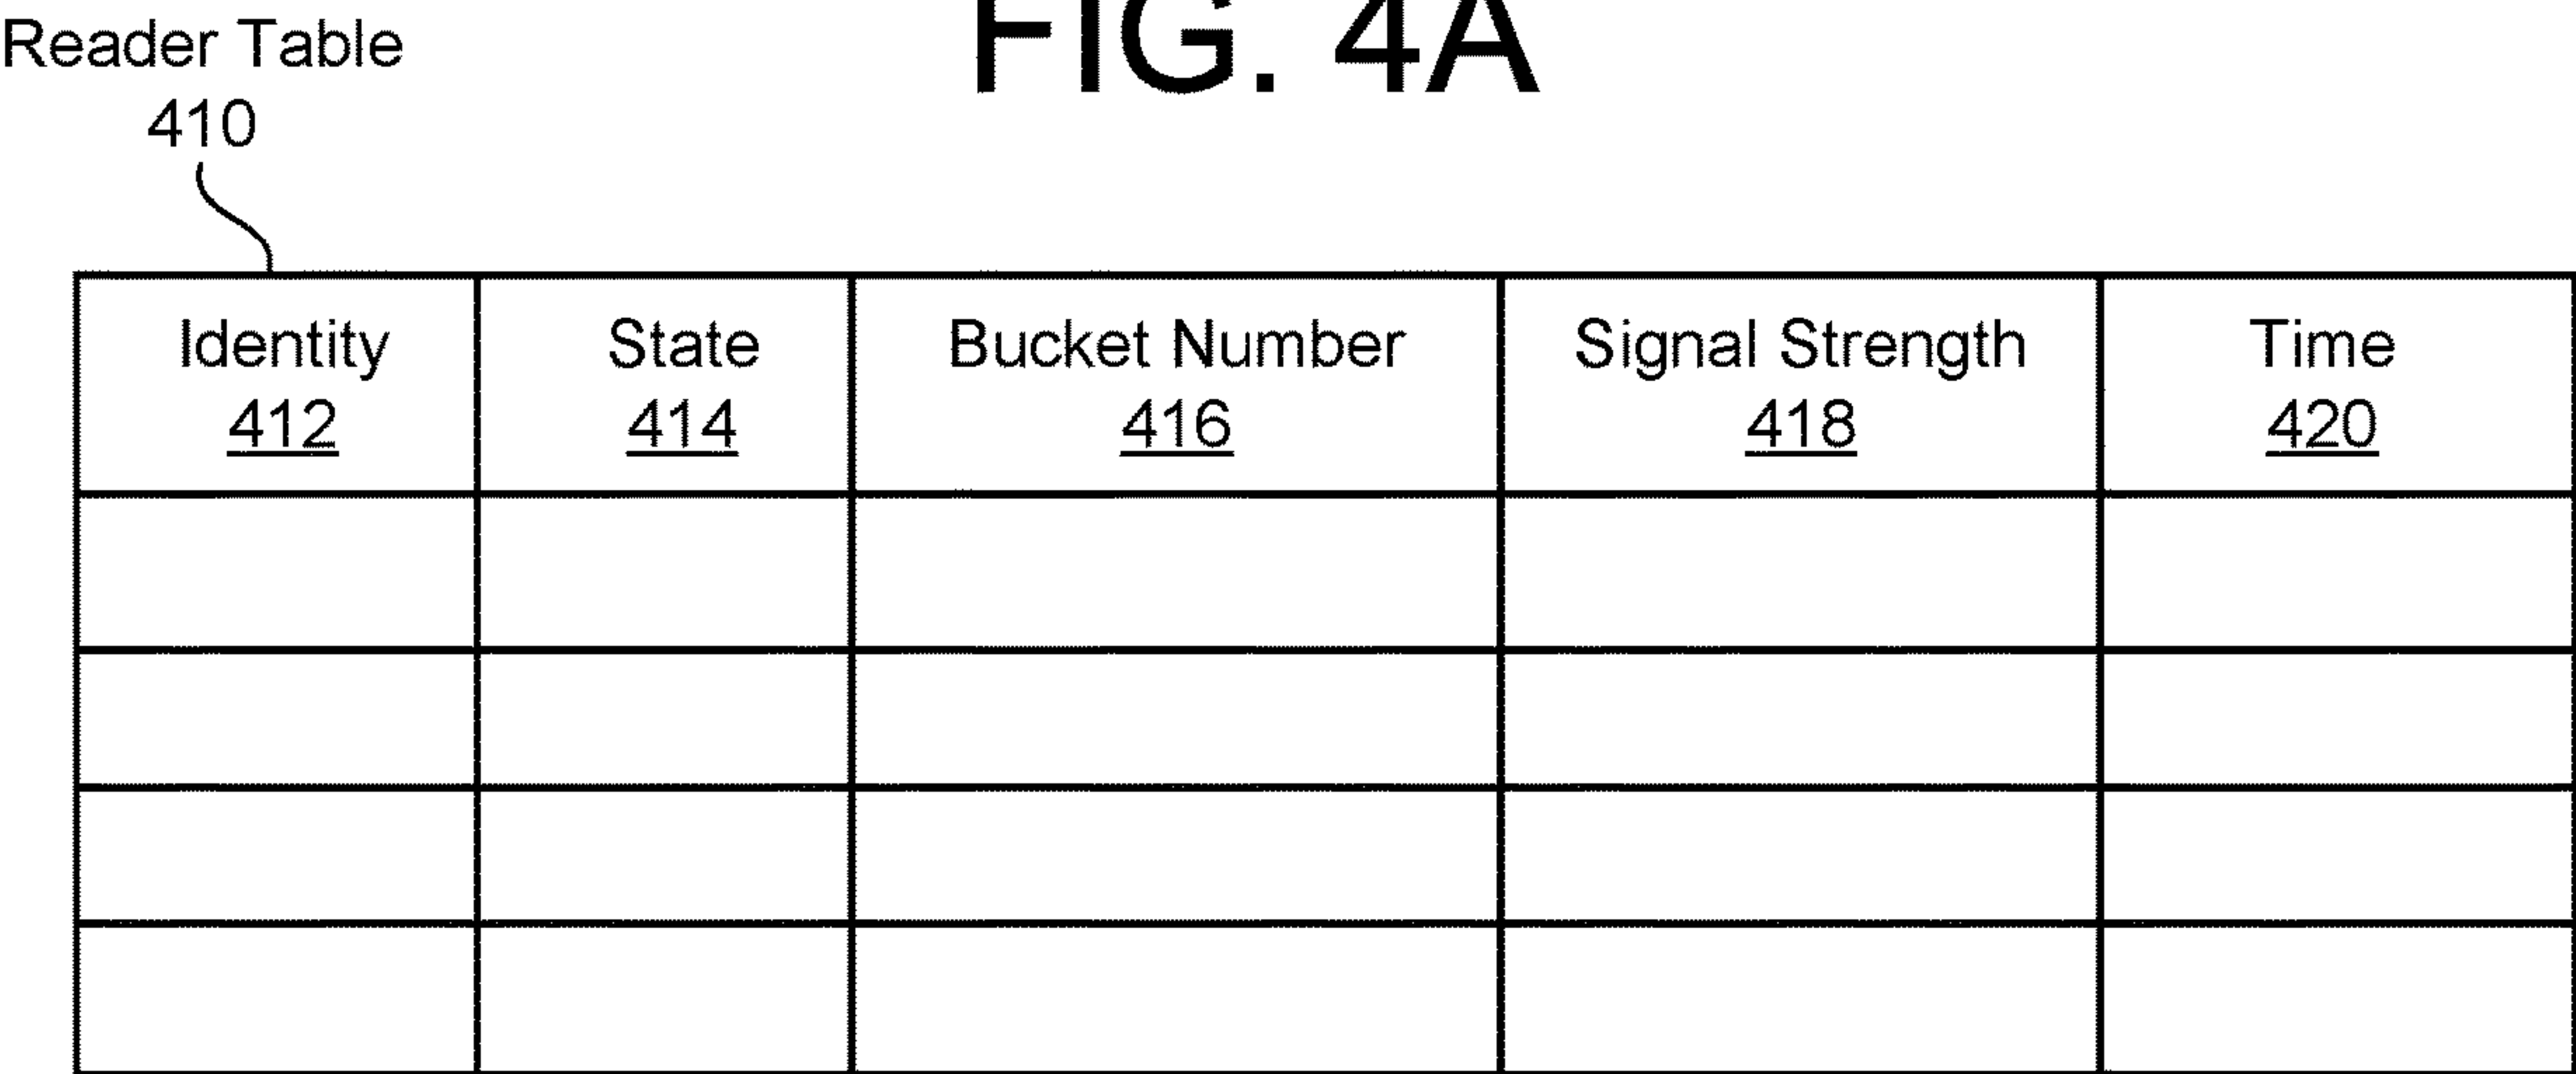 FIG. 4A
Reader Table
410
Identity State Bucket Number Signal Strength Time
412 414 416 418 420